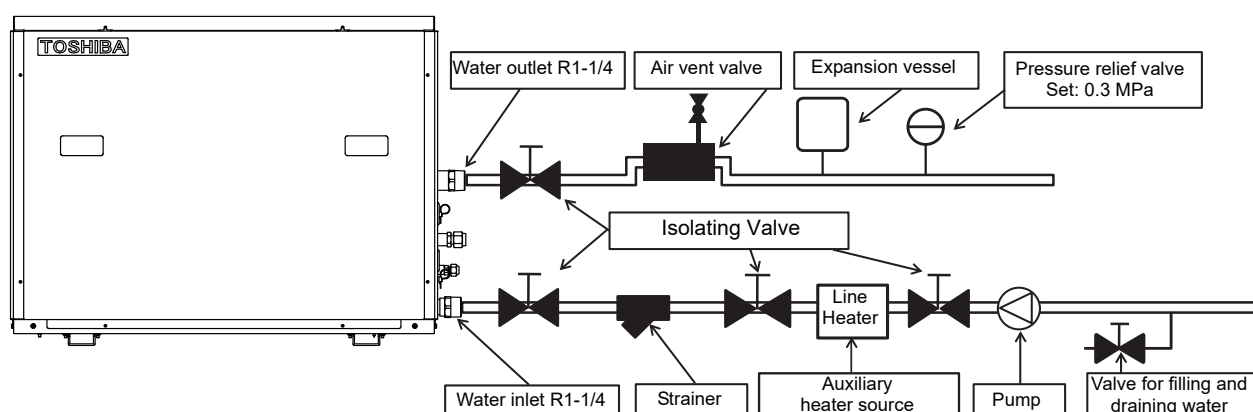 TOSHIBA
Water outlet R1-1/4
Air vent valve
Expansion vessel
Pressure relief valve
Set: 0.3 MPa
Isolating Valve
Line
Heater
Water inlet R1-1/4
Strainer
Auxiliary
heater source
Pump
Valve for filling and
draining water